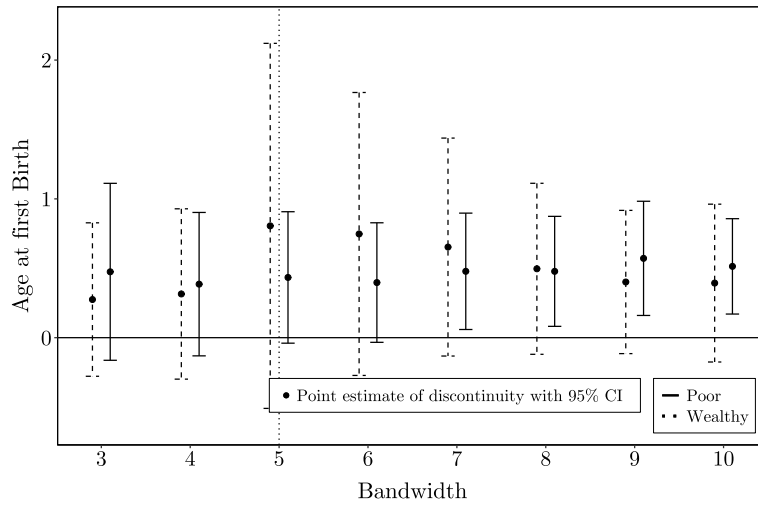 2
1
0
Age at first Birth
Point estimate of discontinuity with 95% CI
Poor
Wealthy
3 4 5 6 7 8 9 10
Bandwidth